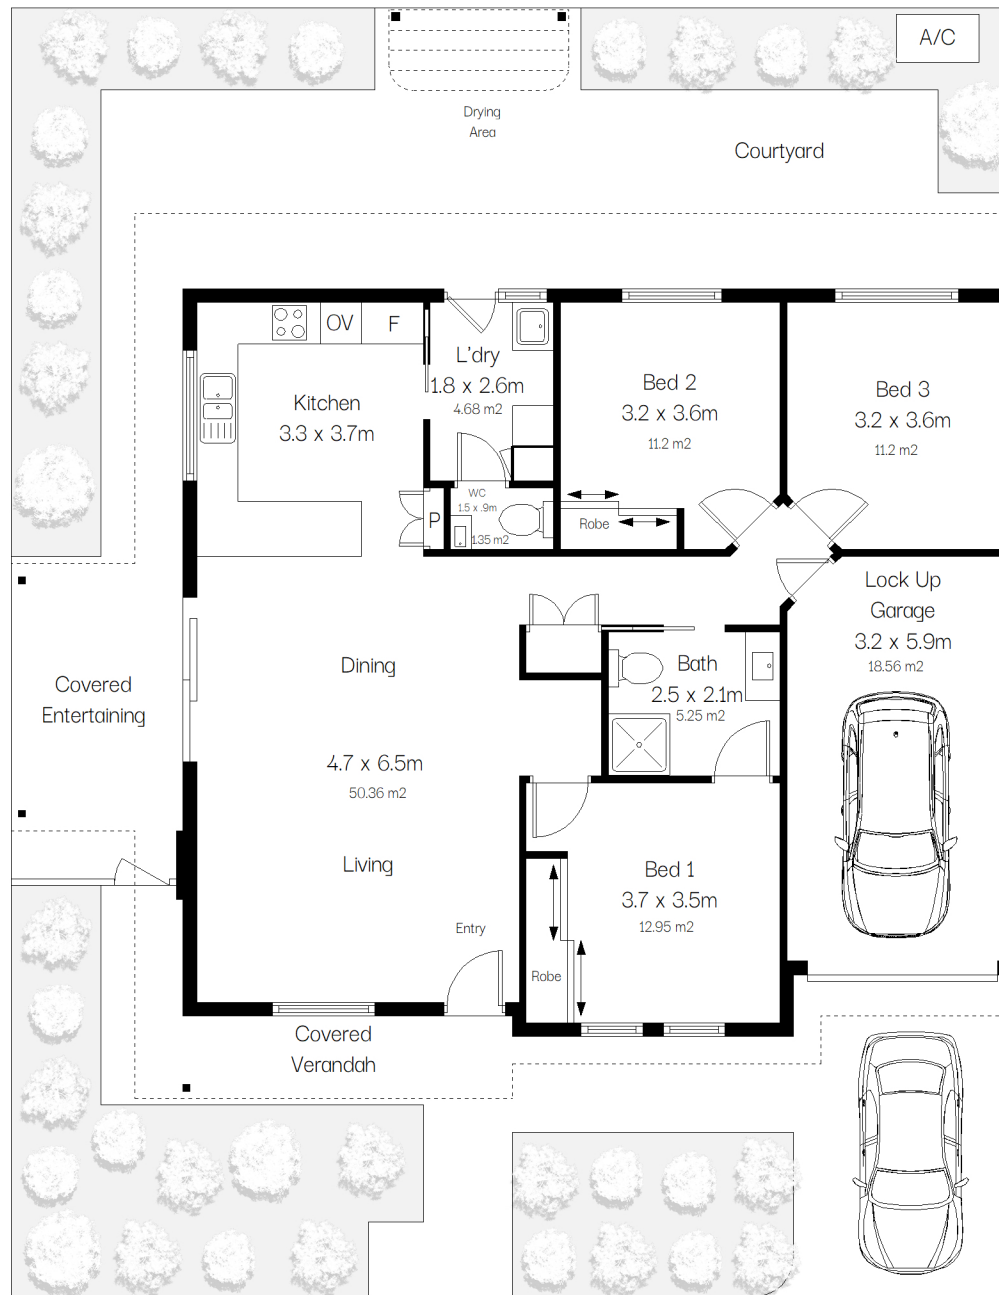 A/C
Drying
Area
Courtyard
OV
F
L'dry
1.8 x 2.6m
4.68 m2
Kitchen
3.3 x 3.7m
Bed 2
3.2 x 3.6m
11.2 m2
Bed 3
3.2 x 3.6m
11.2 m2
WC
1.5 x .9m
1.35 m2
P
Robe
Lock Up
Garage
3.2 x 5.9m
18.56 m2
Covered
Entertaining
Dining
4.7 x 6.5m
50.36 m2
Living
Bath
2.5 x 2.1m
5.25 m2
Bed 1
3.7 x 3.5m
12.95 m2
Entry
Robe
Covered
Verandah